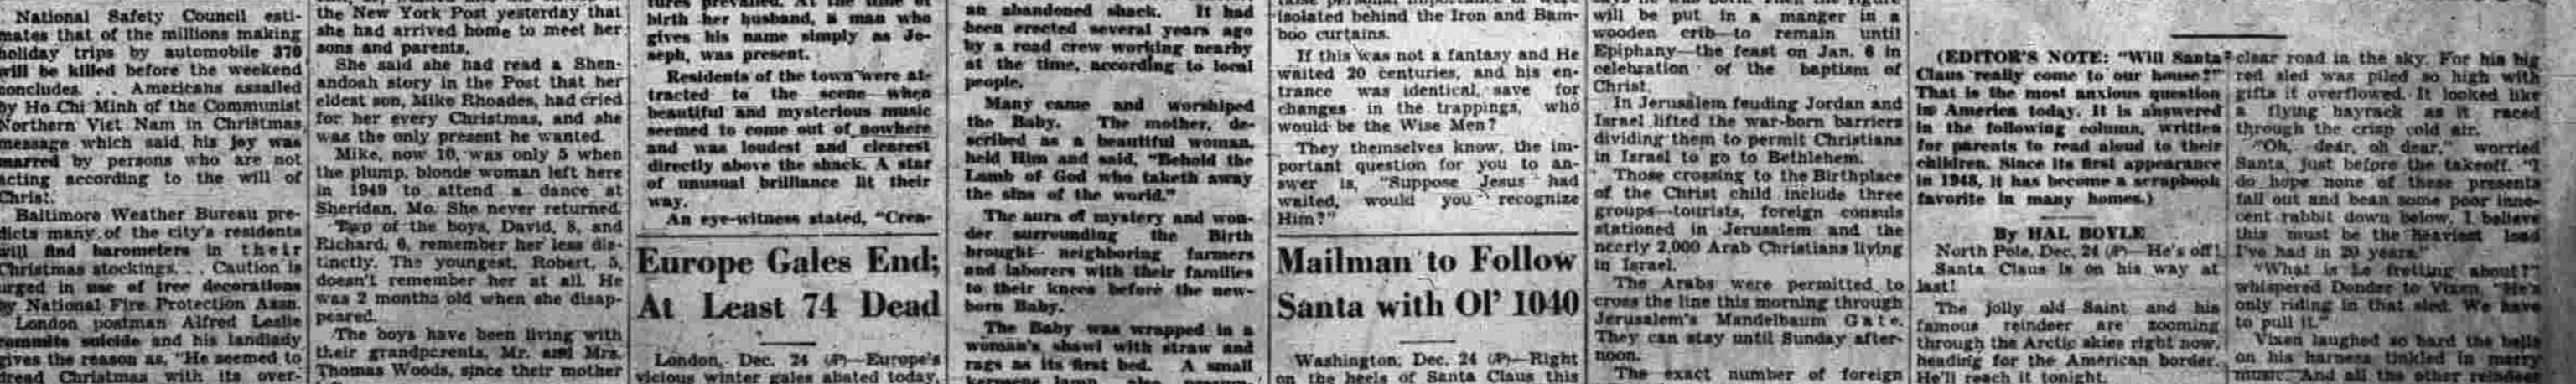 National Safety Council esti-
mates that of the millions making
holiday trips by automobile 370
will be killed before the weekend
concludes. . . Americans assailed
by Ho Chi Minh of the Communist
Northern Viet Nam in Christmas
message which said his joy was
marred by persons who are not
acting according to the will of
Christ.
Baltimore Weather Bureau pre-
dicts many of the city's residents
will find barometers in their
Christmas stockings. . . Caution is
urged in use of tree decorations
by National Fire Protection Assn.
London postman Alfred Leslie
commits suicide and his landlady
gives the reason as, "He seemed to
dread Christmas with its over-
the New York Post yesterday that
she had arrived home to meet her
sons and parents.
She said she had read a Shen-
andoah story in the Post that her
eldest son, Mike Rhoades, had cried
for her every Christmas, and she
was the only present he wanted.
Mike, now 10, was only 5 when
the plump, blonde woman left here
in 1949 to attend a dance at
Sheridan, Mo. She never returned.
Two of the boys, David, 8, and
Richard, 6, remember her less dis-
tinctly. The youngest, Robert, 5,
doesn't remember her at all. He
was 2 months old when she disap-
peared.
The boys have been living with
their grandparents, Mr. and Mrs.
Thomas Woods, since their mother
tures prevailed. At the time of
birth her husband, a man who
gives his name simply as Jo-
seph, was present.
Residents of the town were at-
tracted to the scene when
beautiful and mysterious music
seemed to come out of nowhere
and was loudest and clearest
directly above the shack. A star
of unusual brilliance lit their
way.
An eye-witness stated, "Crea-
Europe Gales End;
At Least 74 Dead
London, Dec. 24 (AP)—Europe's
vicious winter gales abated today,
an abandoned shack. It had
been erected several years ago
by a road crew working nearby
at the time, according to local
people.
Many came and worshiped
the Baby. The mother, de-
scribed as a beautiful woman,
held Him and said, "Behold the
Lamb of God who taketh away
the sins of the world."
The aura of mystery and won-
der surrounding the Birth
brought neighboring farmers
and laborers with their families
to their knees before the new-
born Baby.
The Baby was wrapped in a
woman's shawl with straw and
rags as its first bed. A small
isolated behind the Iron and Bam-
boo curtains.
If this was not a fantasy and He
waited 20 centuries, and his en-
trance was identical, save for
changes in the trappings, who
would be the Wise Men?
They themselves know, the im-
portant question for you to an-
swer is, "Suppose Jesus had
waited, would you recognize
Him?"
Mailman to Follow
Santa with Ol' 1040
Washington, Dec. 24 (AP)—Right
on the heels of Santa Claus this
will be put in a manger in a
wooden crib—to remain until
Epiphany—the feast on Jan. 6 in
celebration of the baptism of
Christ.
In Jerusalem feuding Jordan and
Israel lifted the war-born barriers
dividing them to permit Christians
in Israel to go to Bethlehem.
Those crossing to the Birthplace
of the Christ child include three
groups—tourists, foreign consuls
stationed in Jerusalem and the
nearly 2,000 Arab Christians living
in Israel.
The Arabs were permitted to
cross the line this morning through
Jerusalem's Mandelbaum Gate.
They can stay until Sunday after-
noon.
The exact number of foreign
(EDITOR'S NOTE: "Will Santa
Claus really come to our house?"
That is the most anxious question
in America today. It is answered
in the following column, written
for parents to read aloud to their
children. Since its first appearance
in 1948, it has become a scrapbook
favorite in many homes.)
By HAL BOYLE
North Pole, Dec. 24 (AP)—He's off!
Santa Claus is on his way at
last!
The jolly old Saint and his
famous reindeer are zooming
through the Arctic skies right now,
heading for the American border.
He'll reach it tonight.
clear road in the sky. For his big
red sled was piled so high with
gifts it overflowed. It looked like
a flying hayrack as it raced
through the crisp cold air.
"Oh, dear, oh dear," worried
Santa, just before the takeoff. "I
do hope none of these presents
fall out and bean some poor inno-
cent rabbit down below. I believe
this must be the heaviest load
I've had in 20 years."
"What is he fretting about?"
whispered Donder to Vixen. "He's
only riding in that sled. We have
to pull it."
Vixen laughed so hard the bells
on his harness tinkled in merry
music. And all the other reindeer